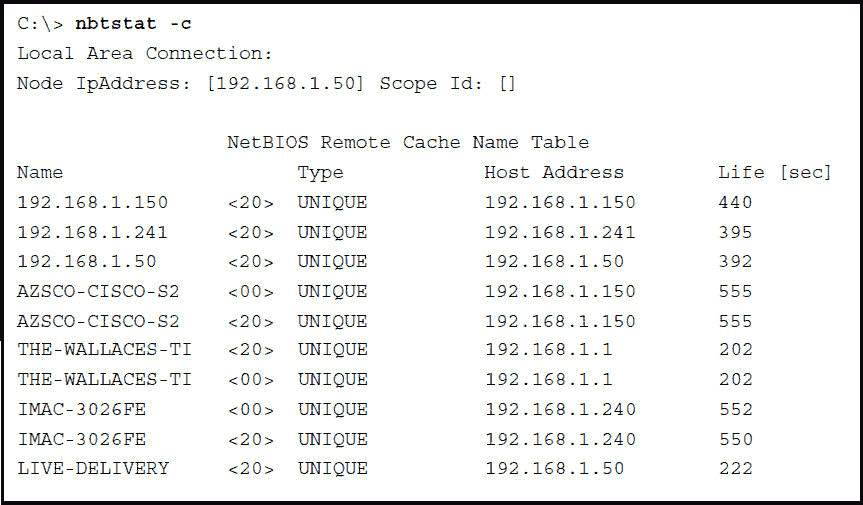 C:\> nbtstat -c
Local Area Connection:
Node IpAddress: [192.168.1.50] Scope Id: []
NetBIOS Remote Cache Name Table
Name Type Host Address Life [sec]
192.168.1.150 <20> UNIQUE 192.168.1.150 440
192.168.1.241 <20> UNIQUE 192.168.1.241 395
192.168.1.50 <20> UNIQUE 192.168.1.50 392
AZSCO-CISCO-S2 <00> UNIQUE 192.168.1.150 555
AZSCO-CISCO-S2 <20> UNIQUE 192.168.1.150 555
THE-WALLACES-TI <20> UNIQUE 192.168.1.1 202
THE-WALLACES-TI <00> UNIQUE 192.168.1.1 202
IMAC-3026FE <00> UNIQUE 192.168.1.240 552
IMAC-3026FE <20> UNIQUE 192.168.1.240 550
LIVE-DELIVERY <20> UNIQUE 192.168.1.50 222